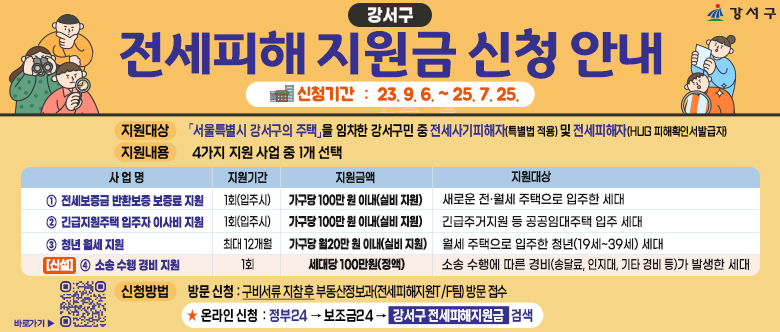 강서구
강서구
전세피해 지원금 신청 안내
신청기간 : 23. 9. 6. ~ 25. 7. 25.
지원대상 「서울특별시 강서구의 주택」을 임차한 강서구민 중 전세사기피해자(특별법 적용) 및 전세피해자(HUG 피해확인서발급자)
지원내용 4가지 지원 사업 중 1개 선택
사 업 명 지원기간 지원금액 지원대상
① 전세보증금 반환보증 보증료 지원 1회(입주시) 가구당 100만 원 이내(실비 지원) 새로운 전·월세 주택으로 입주한 세대
② 긴급지원주택 입주자 이사비 지원 1회(입주시) 가구당 100만 원 이내(실비 지원) 긴급주거지원 등 공공임대주택 입주 세대
③ 청년 월세 지원 최대 12개월 가구당 월20만 원 이내(실비 지원) 월세 주택으로 입주한 청년(19세~39세) 세대
[신설] ④ 소송 수행 경비 지원 1회 세대당 100만원(정액) 소송 수행에 따른 경비(송달료, 인지대, 기타 경비 등)가 발생한 세대
신청방법 방문 신청 : 구비서류 지참 후 부동산정보과(전세피해지원T/F팀) 방문 접수
바로가기 ▶ ★ 온라인 신청 : 정부24 → 보조금24 → 강서구 전세피해지원금 검색